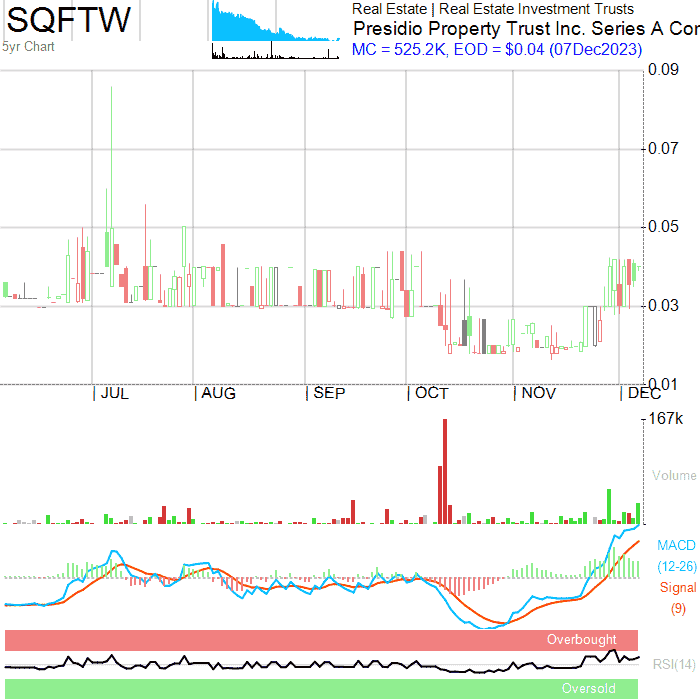 SQFTW
5yr Chart
Real Estate | Real Estate Investment Trusts
Presidio Property Trust Inc. Series A Cor
MC = 525.2K, EOD = $0.04 (07Dec2023)
0.09
0.07
0.05
0.03
0.01
| JUL | AUG | SEP | OCT | NOV | DEC
167k
Volume
MACD
(12-26)
Signal
(9)
Overbought
RSI(14)
Oversold